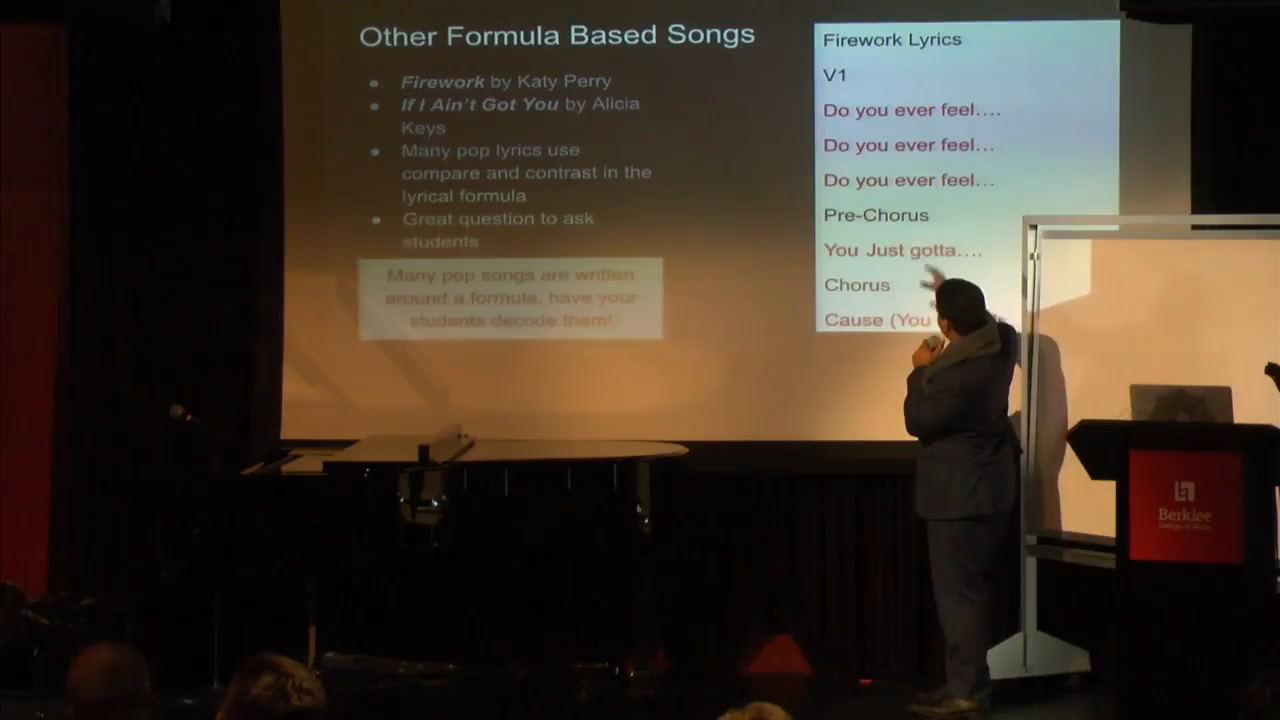 Other Formula Based Songs
Firework by Katy Perry
If I Ain't Got You by Alicia
Keys
Many pop lyrics use
compare and contrast in the
lyrical formula
Great question to ask
students
Many pop songs are written
around a formula, have your
students decode them!
Firework Lyrics
V1
Do you ever feel....
Do you ever feel...
Do you ever feel...
Pre-Chorus
You Just gotta....
Chorus
Cause (You
Berklee
College of Music